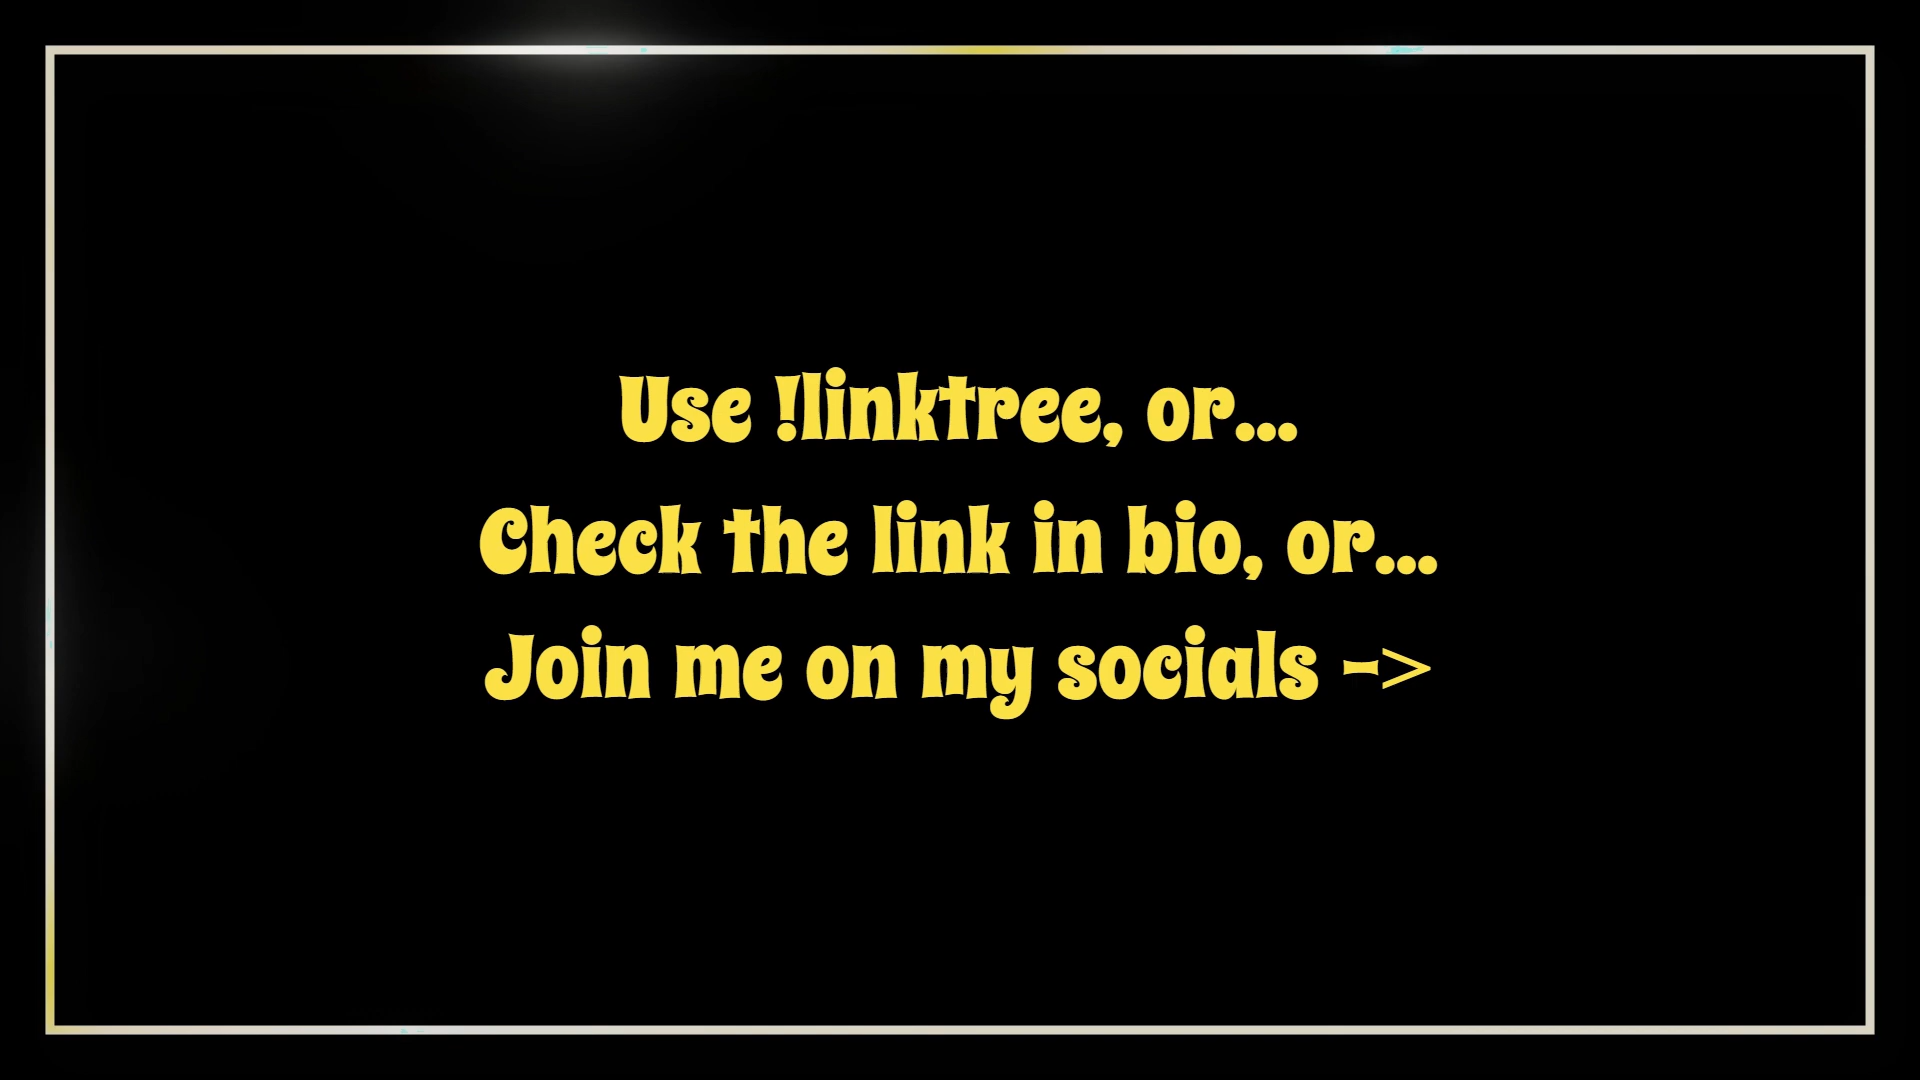 Use !linktree, or...
Check the link in bio, or...
Join me on my socials ->